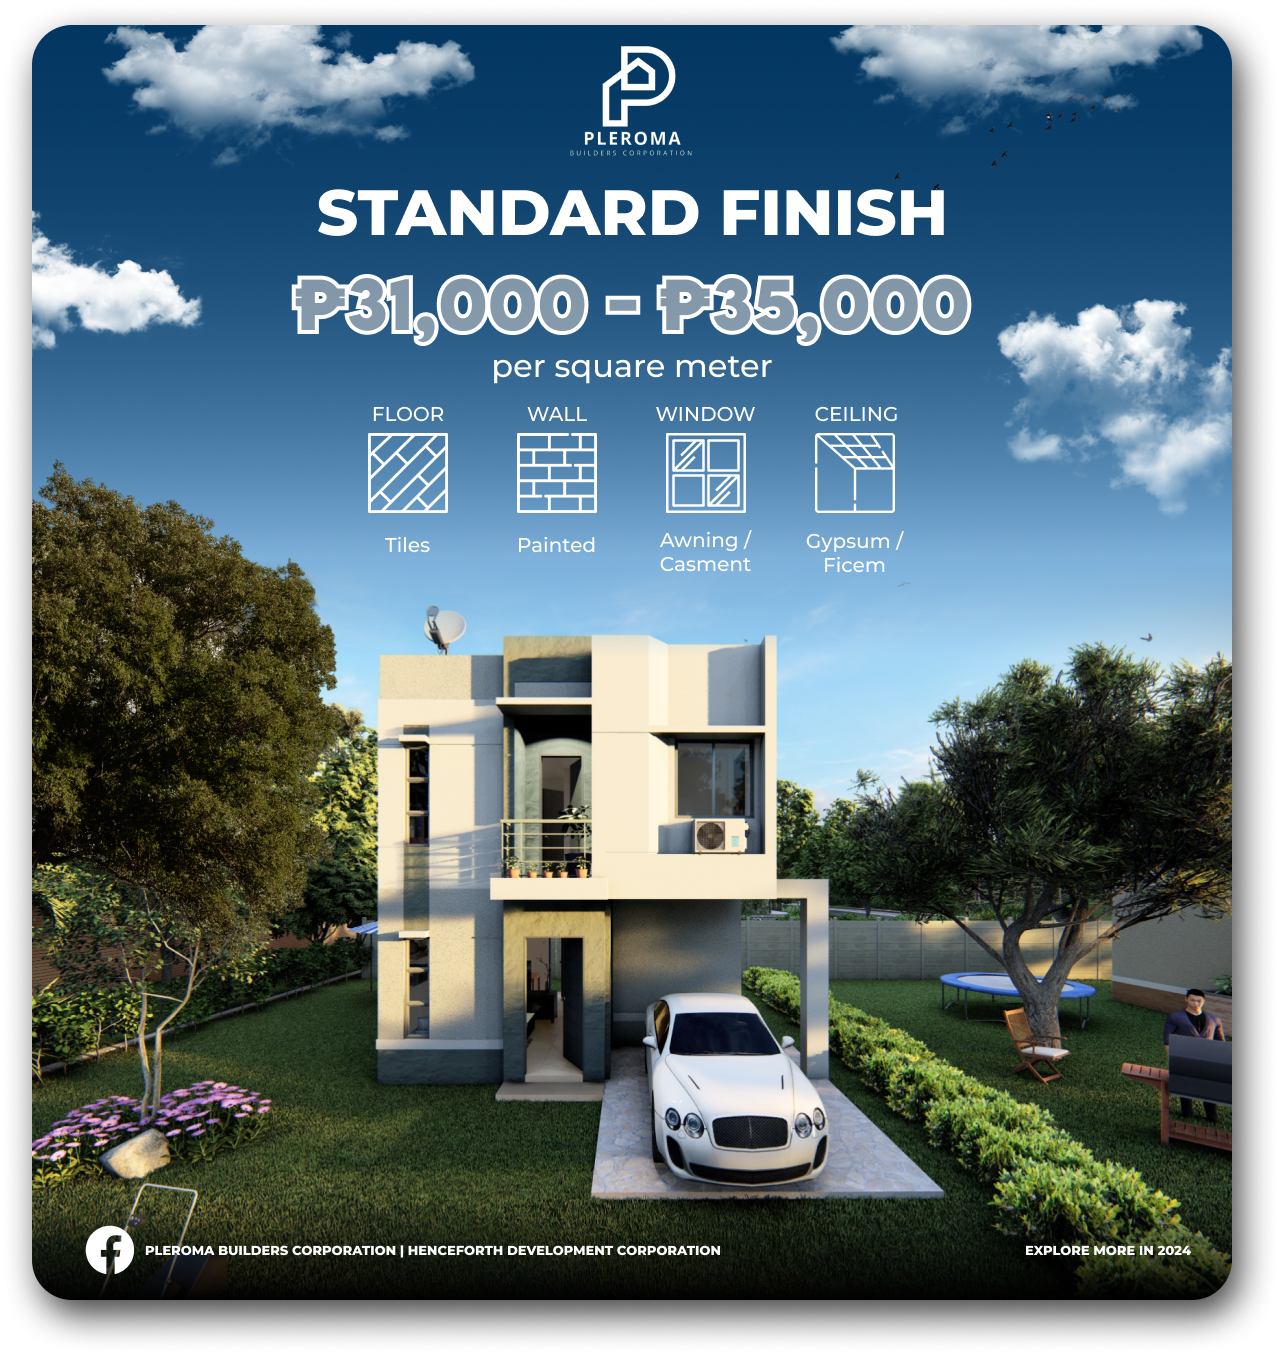 PLEROMA
BUILDERS CORPORATION
STANDARD FINISH
₱31,000 - ₱35,000
per square meter
FLOOR WALL WINDOW CEILING
Tiles Painted Awning / Gypsum /
Casment Ficem
PLEROMA BUILDERS CORPORATION | HENCEFORTH DEVELOPMENT CORPORATION EXPLORE MORE IN 2024